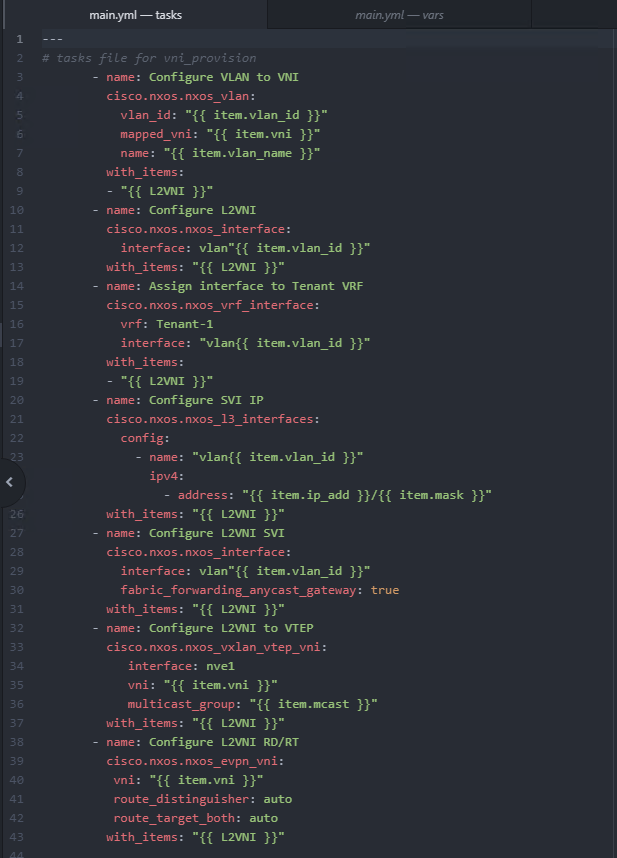 main.yml — tasks
main.yml — vars
1 ---
2 # tasks file for vni_provision
3 - name: Configure VLAN to VNI
4 cisco.nxos.nxos_vlan:
5 vlan_id: "{{ item.vlan_id }}"
6 mapped_vni: "{{ item.vni }}"
7 name: "{{ item.vlan_name }}"
8 with_items:
9 - "{{ L2VNI }}"
10 - name: Configure L2VNI
11 cisco.nxos.nxos_interface:
12 interface: vlan"{{ item.vlan_id }}"
13 with_items: "{{ L2VNI }}"
14 - name: Assign interface to Tenant VRF
15 cisco.nxos.nxos_vrf_interface:
16 vrf: Tenant-1
17 interface: "vlan{{ item.vlan_id }}"
18 with_items:
19 - "{{ L2VNI }}"
20 - name: Configure SVI IP
21 cisco.nxos.nxos_l3_interfaces:
22 config:
23 - name: "vlan{{ item.vlan_id }}"
ipv4:
- address: "{{ item.ip_add }}/{{ item.mask }}"
26 with_items: "{{ L2VNI }}"
27 - name: Configure L2VNI SVI
28 cisco.nxos.nxos_interface:
29 interface: vlan"{{ item.vlan_id }}"
30 fabric_forwarding_anycast_gateway: true
31 with_items: "{{ L2VNI }}"
32 - name: Configure L2VNI to VTEP
33 cisco.nxos.nxos_vxlan_vtep_vni:
34 interface: nve1
35 vni: "{{ item.vni }}"
36 multicast_group: "{{ item.mcast }}"
37 with_items: "{{ L2VNI }}"
38 - name: Configure L2VNI RD/RT
39 cisco.nxos.nxos_evpn_vni:
40 vni: "{{ item.vni }}"
41 route_distinguisher: auto
42 route_target_both: auto
43 with_items: "{{ L2VNI }}"
44